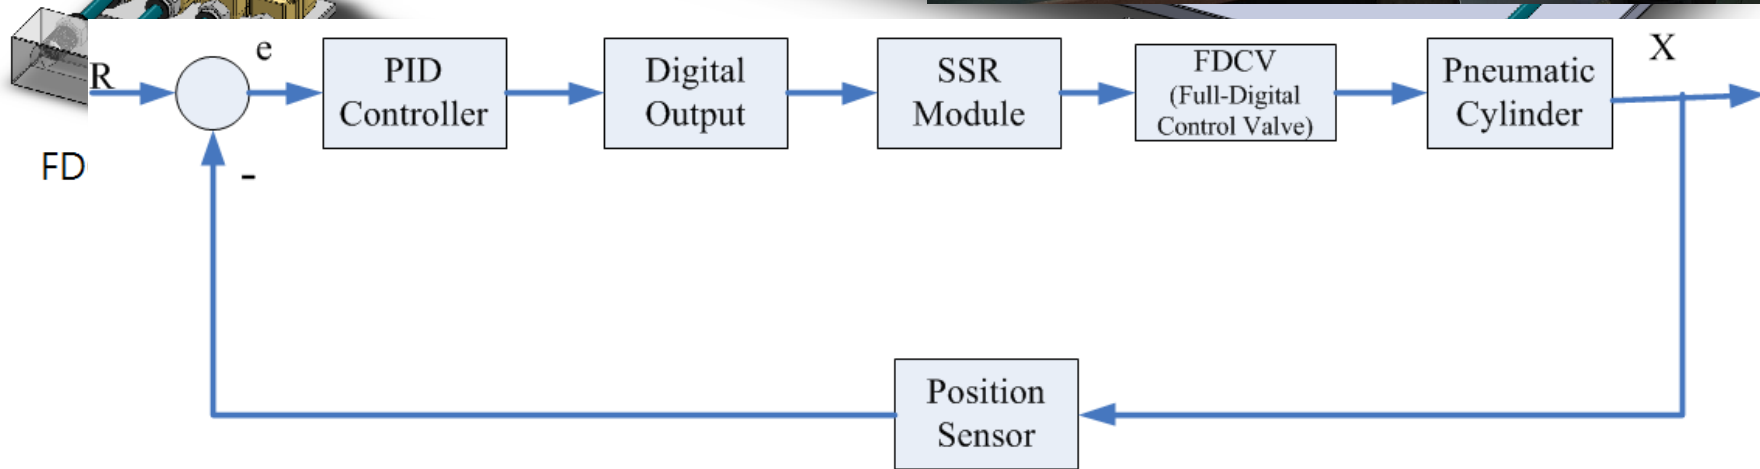 R
e
PID
Controller
Digital
Output
SSR
Module
FDCV
(Full-Digital
Control Valve)
Pneumatic
Cylinder
X
FD
-
Position
Sensor